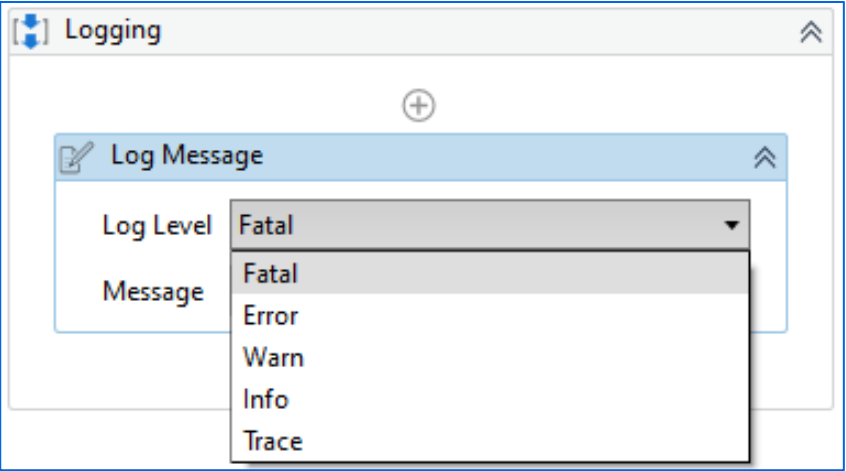 Logging
Log Message
Log Level Fatal
Fatal
Message
Error
Warn
Info
Trace